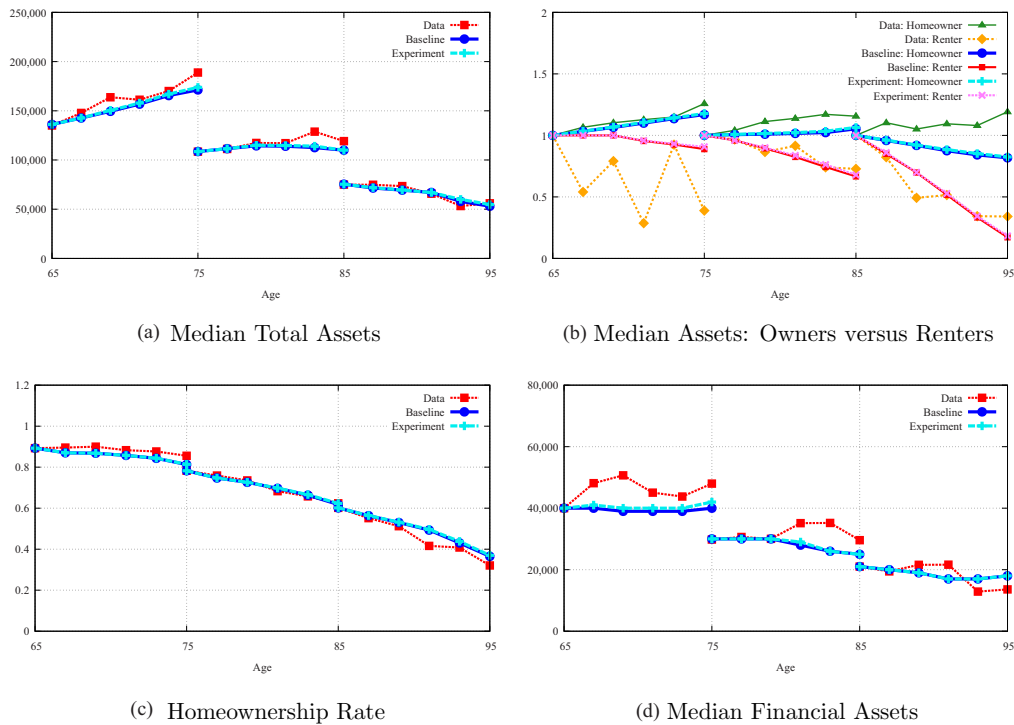 250,000
200,000
150,000
100,000
50,000
0
65
75
85
95
Age
Data
Baseline
Experiment
(a) Median Total Assets
2
1.5
1
0.5
0
65
75
85
95
Age
Data: Homeowner
Data: Renter
Baseline: Homeowner
Baseline: Renter
Experiment: Homeowner
Experiment: Renter
(b) Median Assets: Owners versus Renters
1.2
1
0.8
0.6
0.4
0.2
0
65
75
85
95
Age
Data
Baseline
Experiment
(c) Homeownership Rate
80,000
60,000
40,000
20,000
0
65
75
85
95
Age
Data
Baseline
Experiment
(d) Median Financial Assets